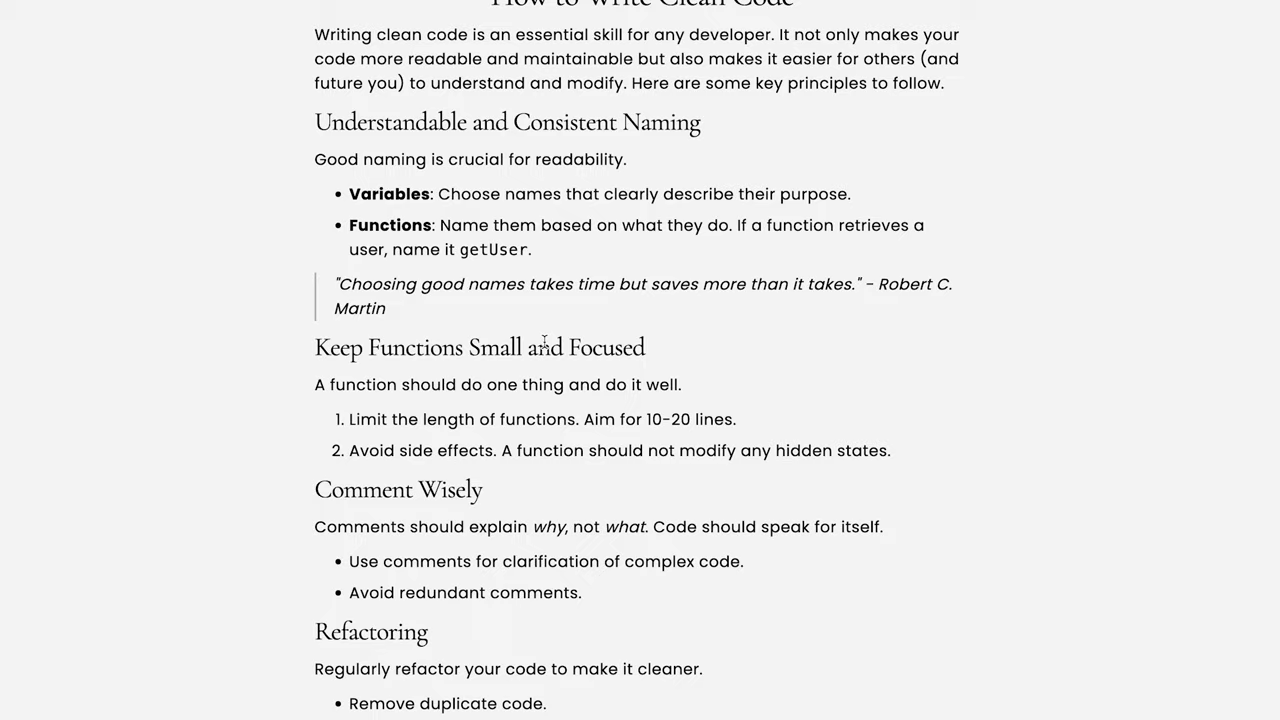 How to Write Clean Code
Writing clean code is an essential skill for any developer. It not only makes your
code more readable and maintainable but also makes it easier for others (and
future you) to understand and modify. Here are some key principles to follow.
Understandable and Consistent Naming
Good naming is crucial for readability.
• Variables: Choose names that clearly describe their purpose.
• Functions: Name them based on what they do. If a function retrieves a
user, name it getUser.
"Choosing good names takes time but saves more than it takes." - Robert C.
Martin
Keep Functions Small and Focused
A function should do one thing and do it well.
1. Limit the length of functions. Aim for 10-20 lines.
2. Avoid side effects. A function should not modify any hidden states.
Comment Wisely
Comments should explain why, not what. Code should speak for itself.
• Use comments for clarification of complex code.
• Avoid redundant comments.
Refactoring
Regularly refactor your code to make it cleaner.
• Remove duplicate code.